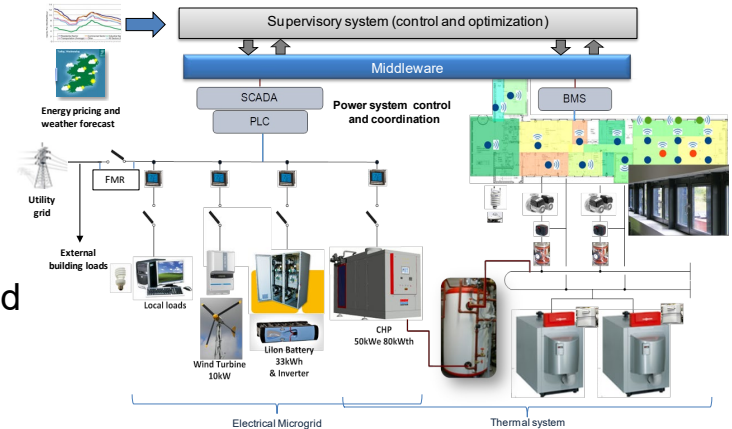 Supervisory system (control and optimization)
Middleware
Energy pricing and
weather forecast
SCADA
PLC
Power system control
and coordination
BMS
FMR
Utility
grid
External
building loads
d
Local loads
Wind Turbine
10kW
LiIon Battery
33kWh
& Inverter
CHP
50kWe 80kWth
Electrical Microgrid
Thermal system